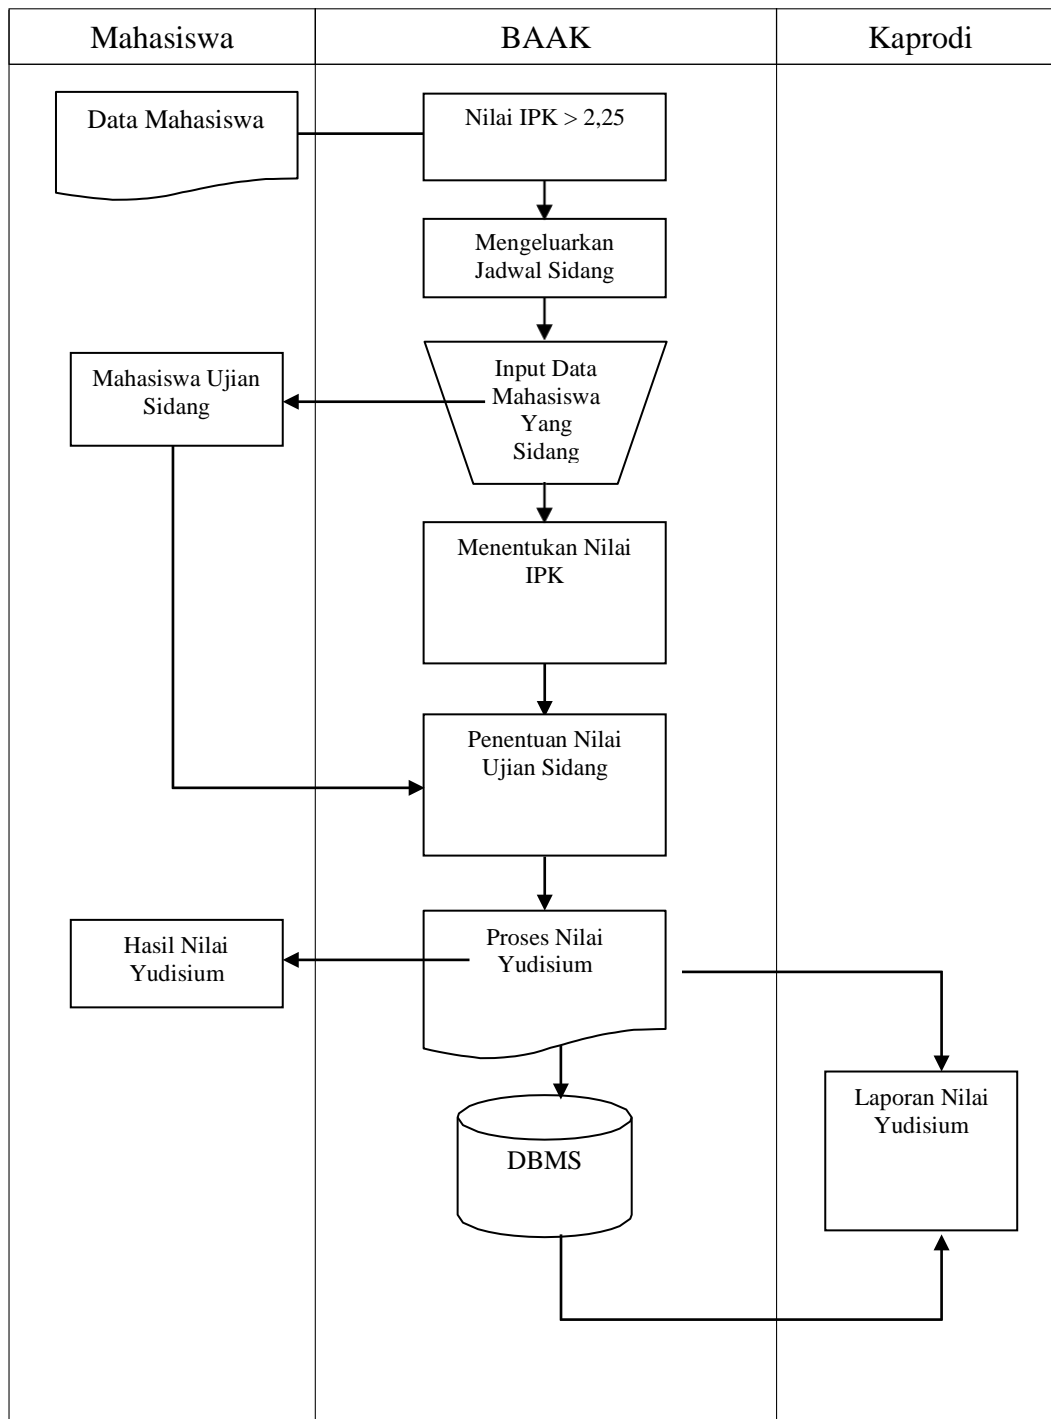 Mahasiswa
BAAK
Kaprodi
Data Mahasiswa
Nilai IPK > 2,25
Mengeluarkan
Jadwal Sidang
Mahasiswa Ujian
Sidang
Input Data
Mahasiswa
Yang
Sidang
Menentukan Nilai
IPK
Penentuan Nilai
Ujian Sidang
Hasil Nilai
Yudisium
Proses Nilai
Yudisium
Laporan Nilai
Yudisium
DBMS